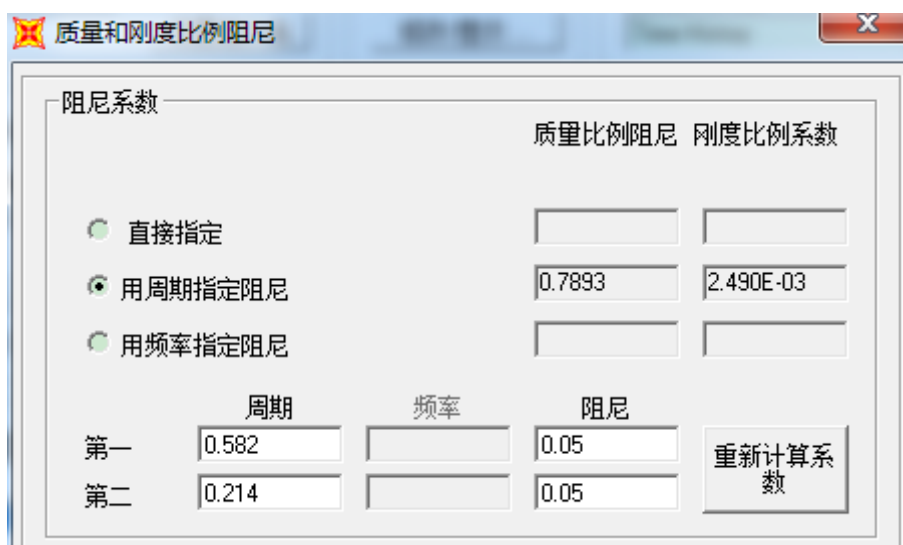 质量和刚度比例阻尼
阻尼系数
质量比例阻尼 刚度比例系数
直接指定
用周期指定阻尼 0.7893 2.490E-03
用频率指定阻尼
周期 频率 阻尼
第一 0.582 0.05
第二 0.214 0.05
重新计算系
数